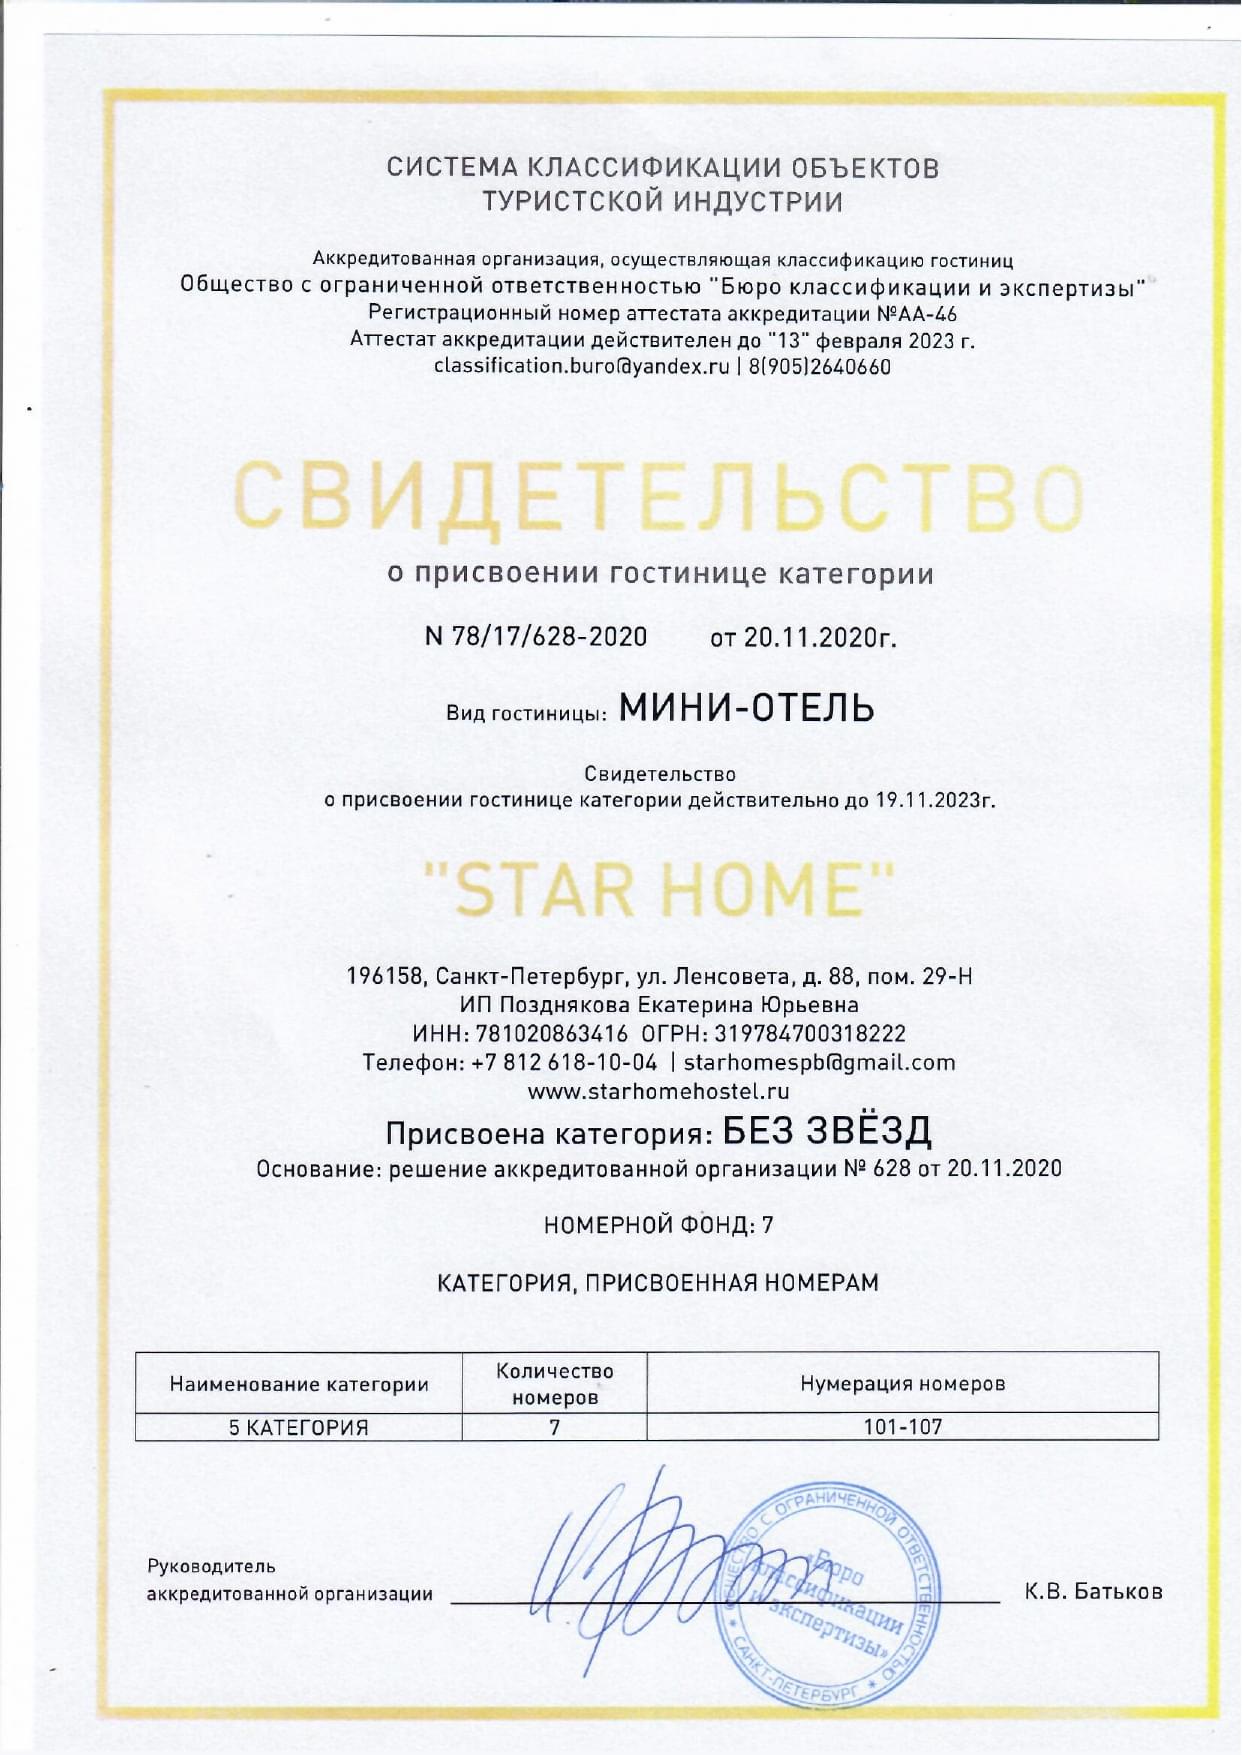 СИСТЕМА КЛАССИФИКАЦИИ ОБЪЕКТОВ
ТУРИСТСКОЙ ИНДУСТРИИ
Аккредитованная организация, осуществляющая классификацию гостиниц
Общество с ограниченной ответственностью "Бюро классификации и экспертизы"
Регистрационный номер аттестата аккредитации №АА-46
Аттестат аккредитации действителен до "13" февраля 2023 г.
classification.buro@yandex.ru | 8(905)2640660
СВИДЕТЕЛЬСТВО
о присвоении гостинице категории
N 78/17/628-2020 от 20.11.2020г.
Вид гостиницы: МИНИ-ОТЕЛЬ
Свидетельство
о присвоении гостинице категории действительно до 19.11.2023г.
"STAR HOME"
196158, Санкт-Петербург, ул. Ленсовета, д. 88, пом. 29-Н
ИП Позднякова Екатерина Юрьевна
ИНН: 781020863416 ОГРН: 319784700318222
Телефон: +7 812 618-10-04 | starhomespb@gmail.com
www.starhomehostel.ru
Присвоена категория: БЕЗ ЗВЁЗД
Основание: решение аккредитованной организации № 628 от 20.11.2020
НОМЕРНОЙ ФОНД: 7
КАТЕГОРИЯ, ПРИСВОЕННАЯ НОМЕРАМ
Наименование категории Количество номеров Нумерация номеров
5 КАТЕГОРИЯ 7 101-107
Руководитель
аккредитованной организации
К.В. Батьков
ОБЩЕСТВО С ОГРАНИЧЕННОЙ ОТВЕТСТВЕННОСТЬЮ * САНКТ-ПЕТЕРБУРГ *
«Бюро
классификации
и экспертизы»